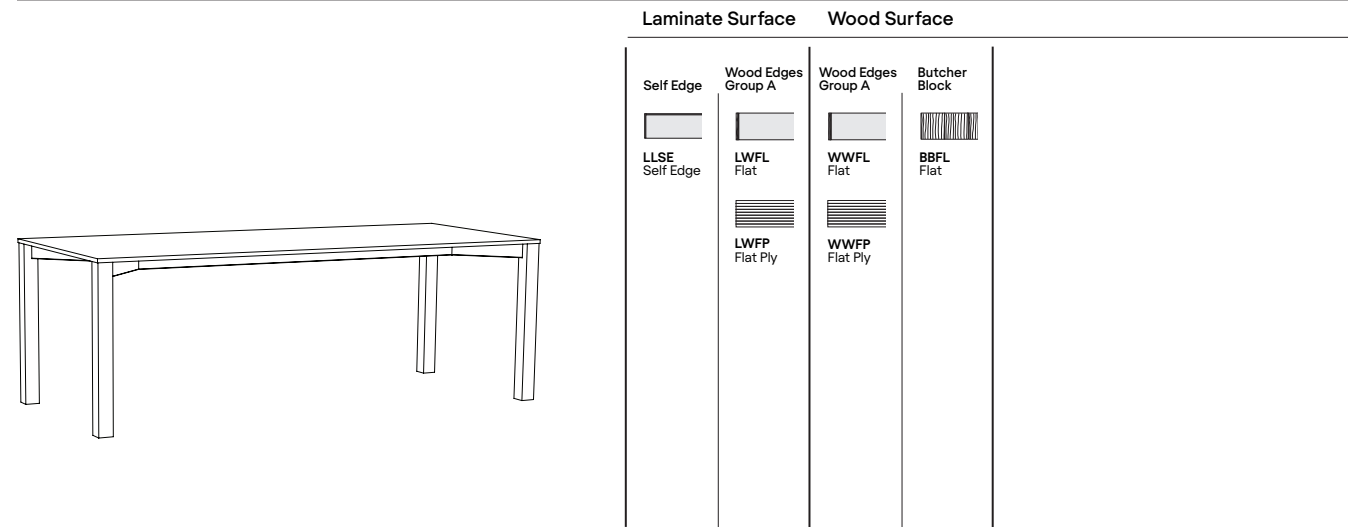 Laminate Surface
Wood Surface
Self Edge
Wood Edges
Group A
Wood Edges
Group A
Butcher
Block
LLSE
Self Edge
LWFL
Flat
WWFL
Flat
BBFL
Flat
LWFP
Flat Ply
WWFP
Flat Ply